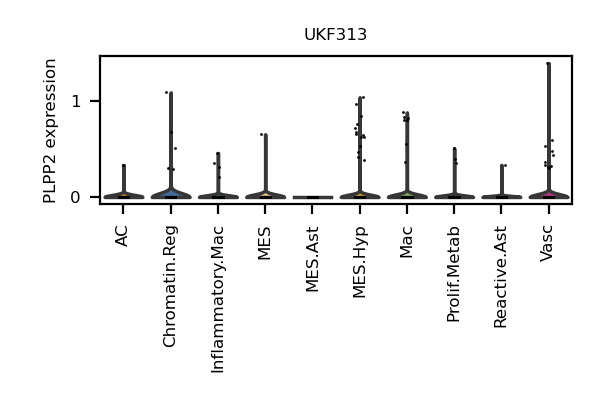 UKF313
PLPP2 expression
1
0
AC
Chromatin.Reg
Inflammatory.Mac
MES
MES.Ast
MES.Hyp
Mac
Prolif.Metab
Reactive.Ast
Vasc